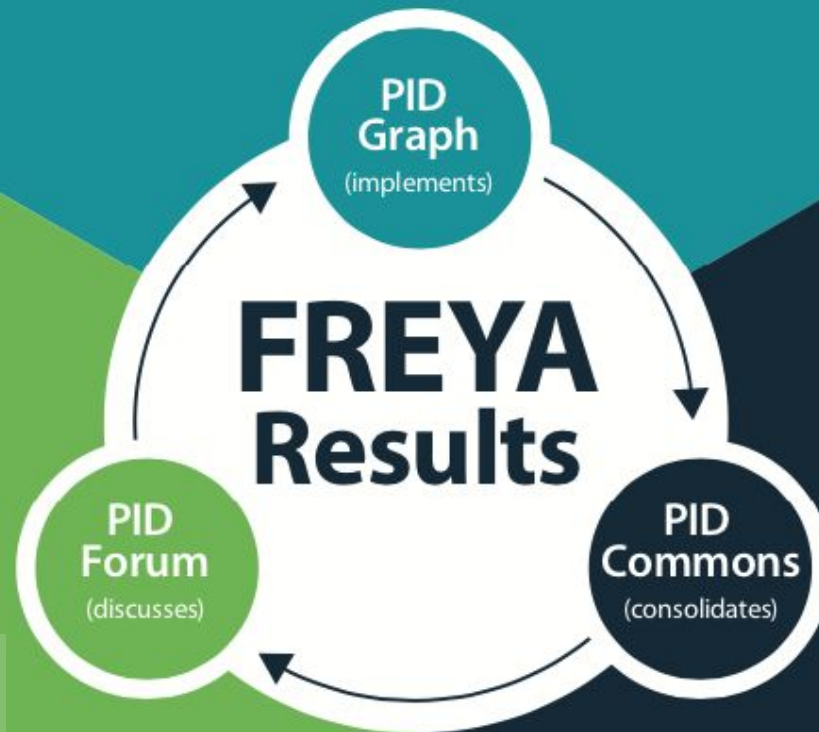 PID
Graph
(implements)
FREYA
Results
PID
Forum
(discusses)
PID
Commons
(consolidates)